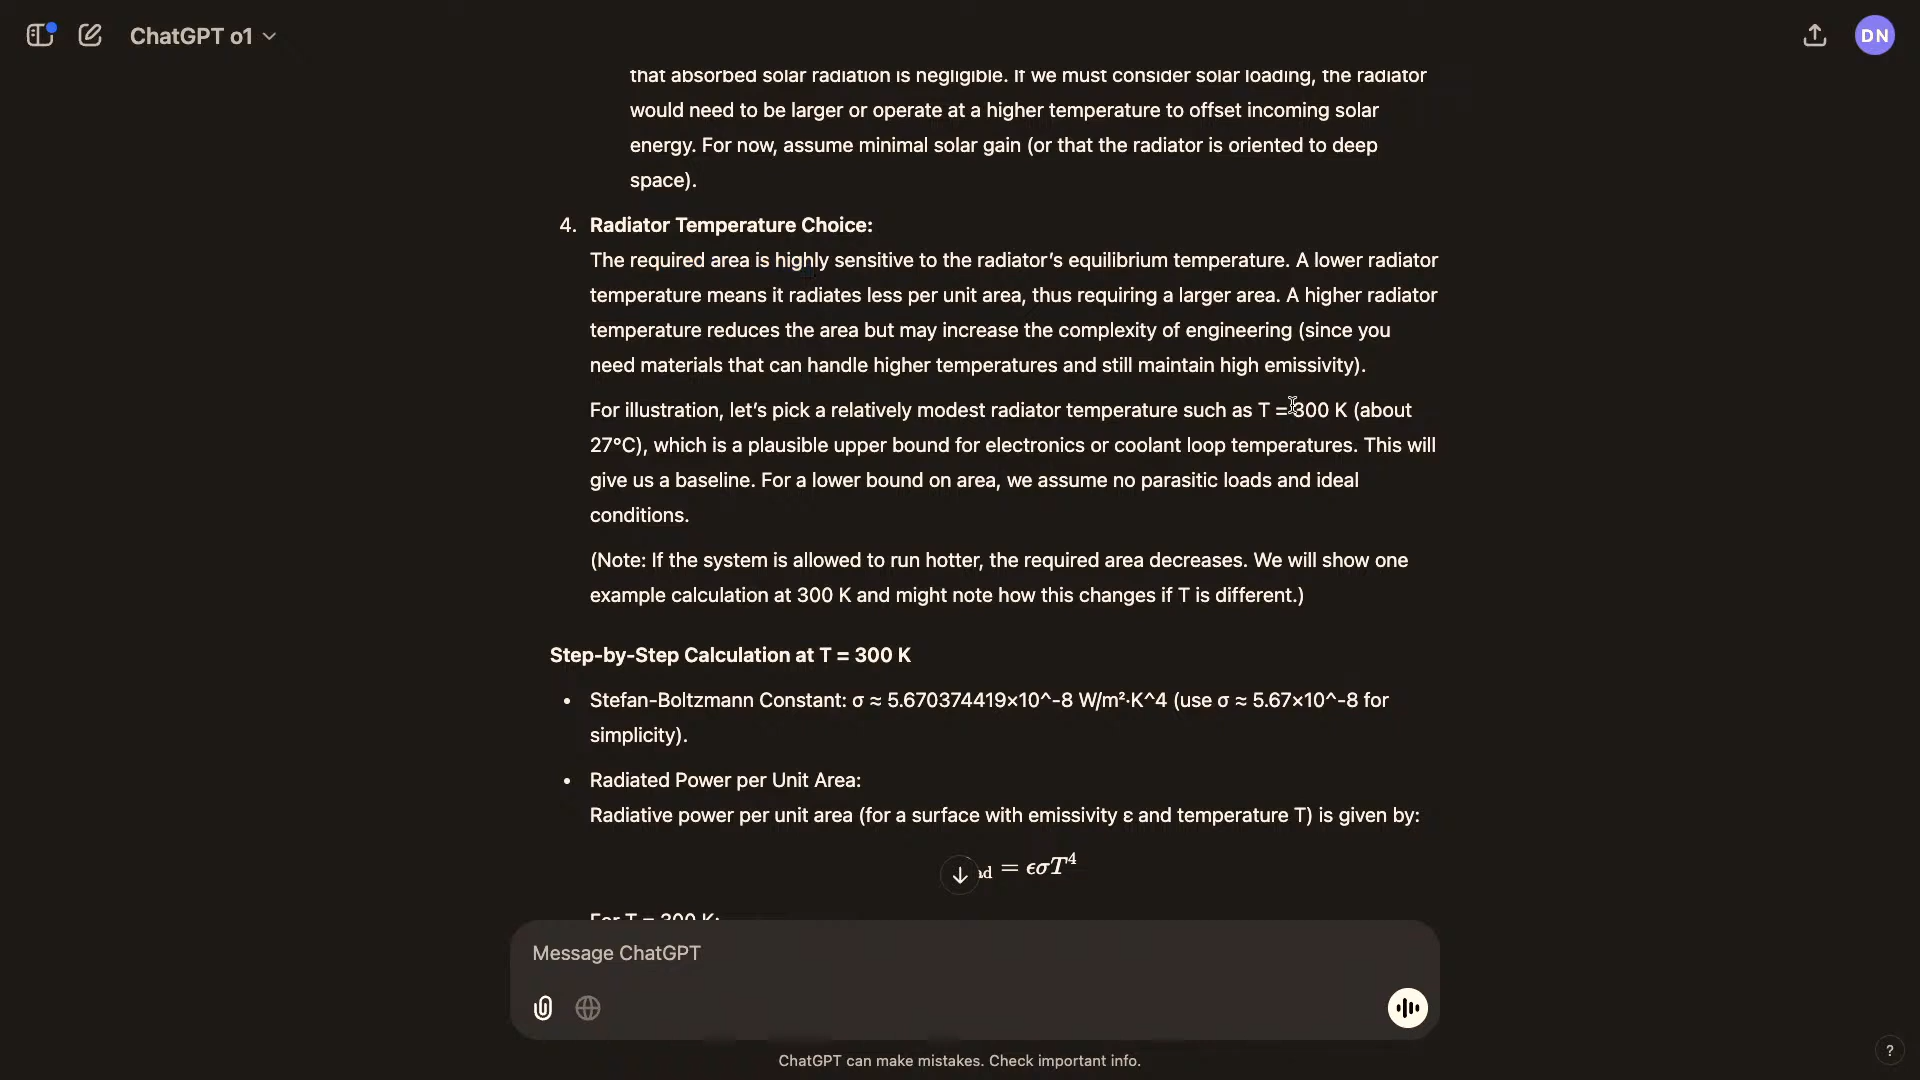 ChatGPT o1
DN
that absorbed solar radiation is negligible. If we must consider solar loading, the radiator
would need to be larger or operate at a higher temperature to offset incoming solar
energy. For now, assume minimal solar gain (or that the radiator is oriented to deep
space).
4. Radiator Temperature Choice:
The required area is highly sensitive to the radiator’s equilibrium temperature. A lower radiator
temperature means it radiates less per unit area, thus requiring a larger area. A higher radiator
temperature reduces the area but may increase the complexity of engineering (since you
need materials that can handle higher temperatures and still maintain high emissivity).
For illustration, let’s pick a relatively modest radiator temperature such as T = 300 K (about
27°C), which is a plausible upper bound for electronics or coolant loop temperatures. This will
give us a baseline. For a lower bound on area, we assume no parasitic loads and ideal
conditions.
(Note: If the system is allowed to run hotter, the required area decreases. We will show one
example calculation at 300 K and might note how this changes if T is different.)
Step-by-Step Calculation at T = 300 K
• Stefan-Boltzmann Constant: σ ≈ 5.670374419×10^-8 W/m²·K^4 (use σ ≈ 5.67×10^-8 for
simplicity).
• Radiated Power per Unit Area:
Radiative power per unit area (for a surface with emissivity ε and temperature T) is given by:
= ϵσT⁴
For T = 300 K:
Message ChatGPT
ChatGPT can make mistakes. Check important info.
?